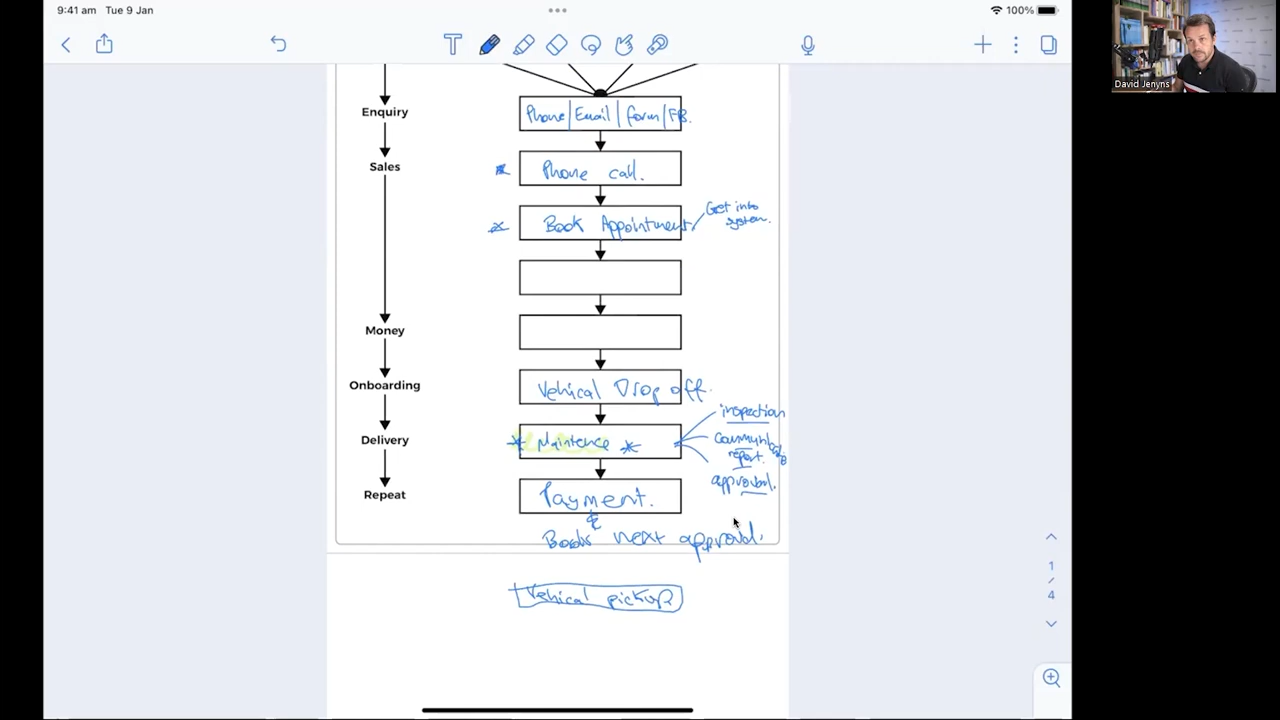 9:41 am Tue 9 Jan
100%
David Jenyns
Enquiry
Phone | Email | form | FB.
Sales
Phone call.
Book Appointment
Get into
system.
Money
Onboarding
Vehical Drop off.
Delivery
Maintence
inspection
report.
approval.
Repeat
Payment.
&
Book next approval.
Vehical pickup
1
/
4